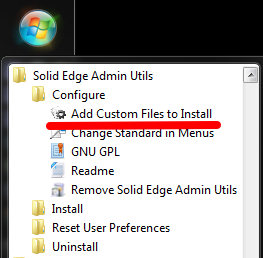 Solid Edge Admin Utils
Configure
Add Custom Files to Install
Change Standard in Menus
GNU GPL
Readme
Remove Solid Edge Admin Utils
Install
Reset User Preferences
Uninstall